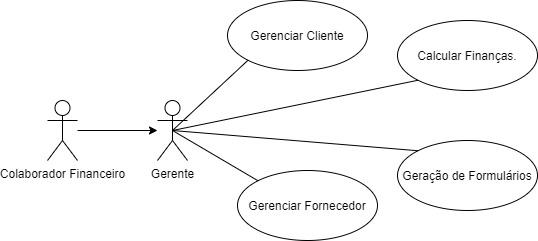 Gerenciar Cliente
Calcular Finanças.
Colaborador Financeiro
Gerente
Geração de Formulários
Gerenciar Fornecedor